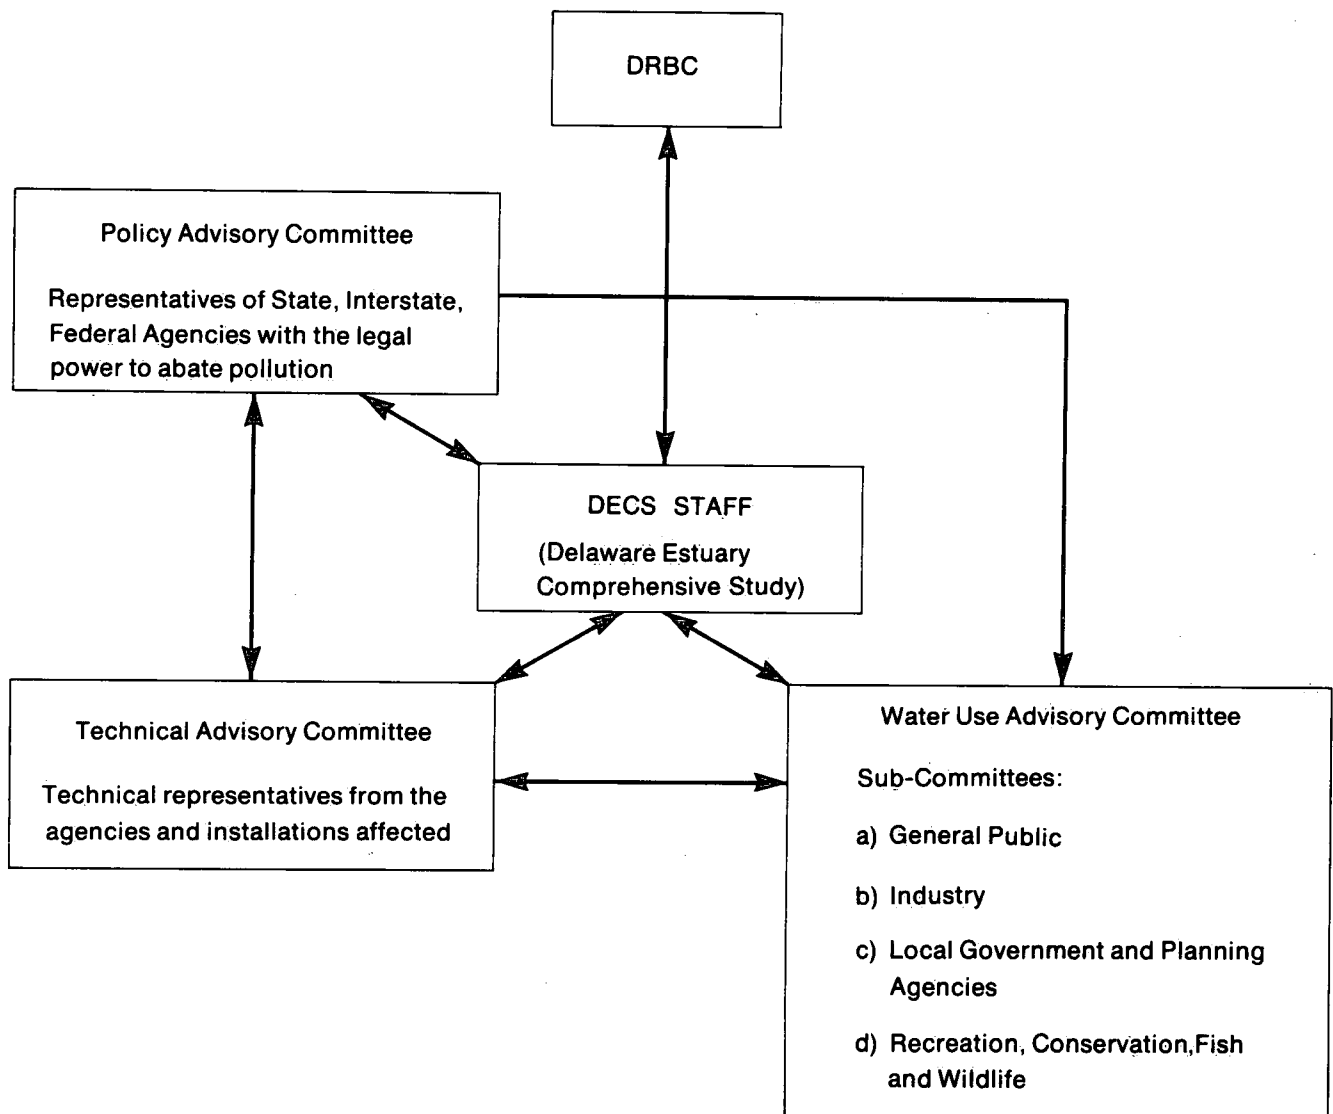 DRBC
Policy Advisory Committee
Representatives of State, Interstate,
Federal Agencies with the legal
power to abate pollution
DECS STAFF
(Delaware Estuary
Comprehensive Study)
Technical Advisory Committee
Technical representatives from the
agencies and installations affected
Water Use Advisory Committee
Sub-Committees:
a) General Public
b) Industry
c) Local Government and Planning
Agencies
d) Recreation, Conservation,Fish
and Wildlife